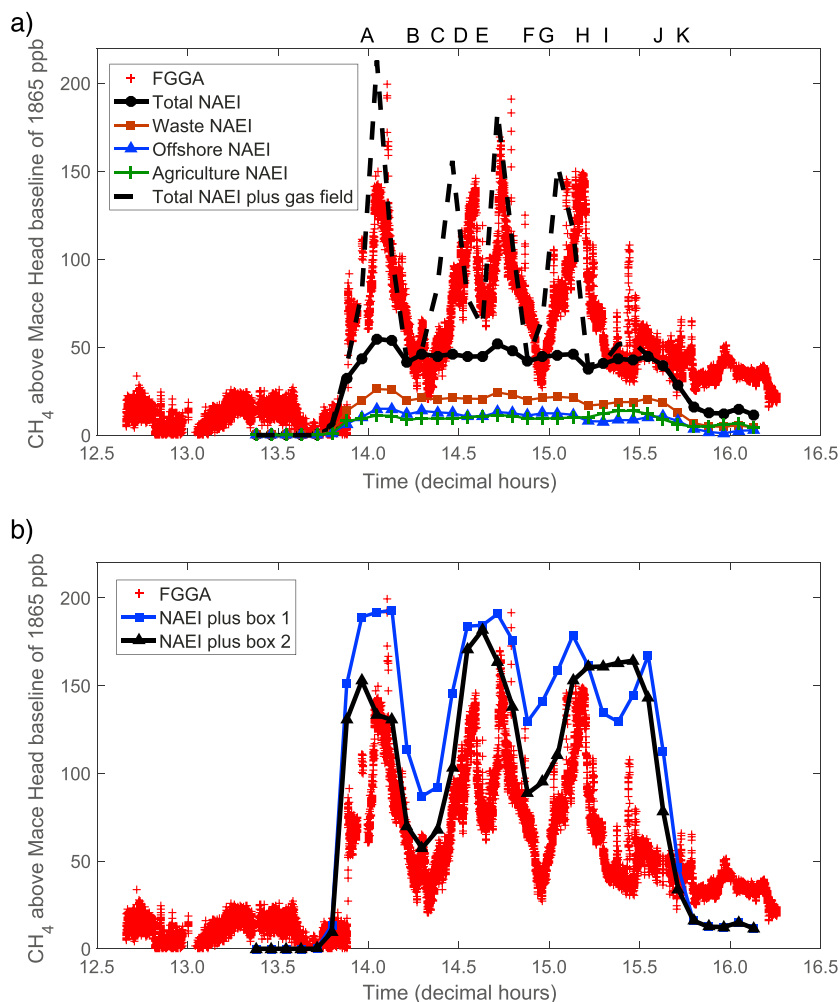 a)
A B C D E F G H I J K
CH4 above Mace Head baseline of 1865 ppb
200
150
100
50
0
FGGA
Total NAEI
Waste NAEI
Offshore NAEI
Agriculture NAEI
Total NAEI plus gas field
12.5 13.0 13.5 14.0 14.5 15.0 15.5 16.0 16.5
Time (decimal hours)
b)
CH4 above Mace Head baseline of 1865 ppb
200
150
100
50
0
FGGA
NAEI plus box 1
NAEI plus box 2
12.5 13.0 13.5 14.0 14.5 15.0 15.5 16.0 16.5
Time (decimal hours)